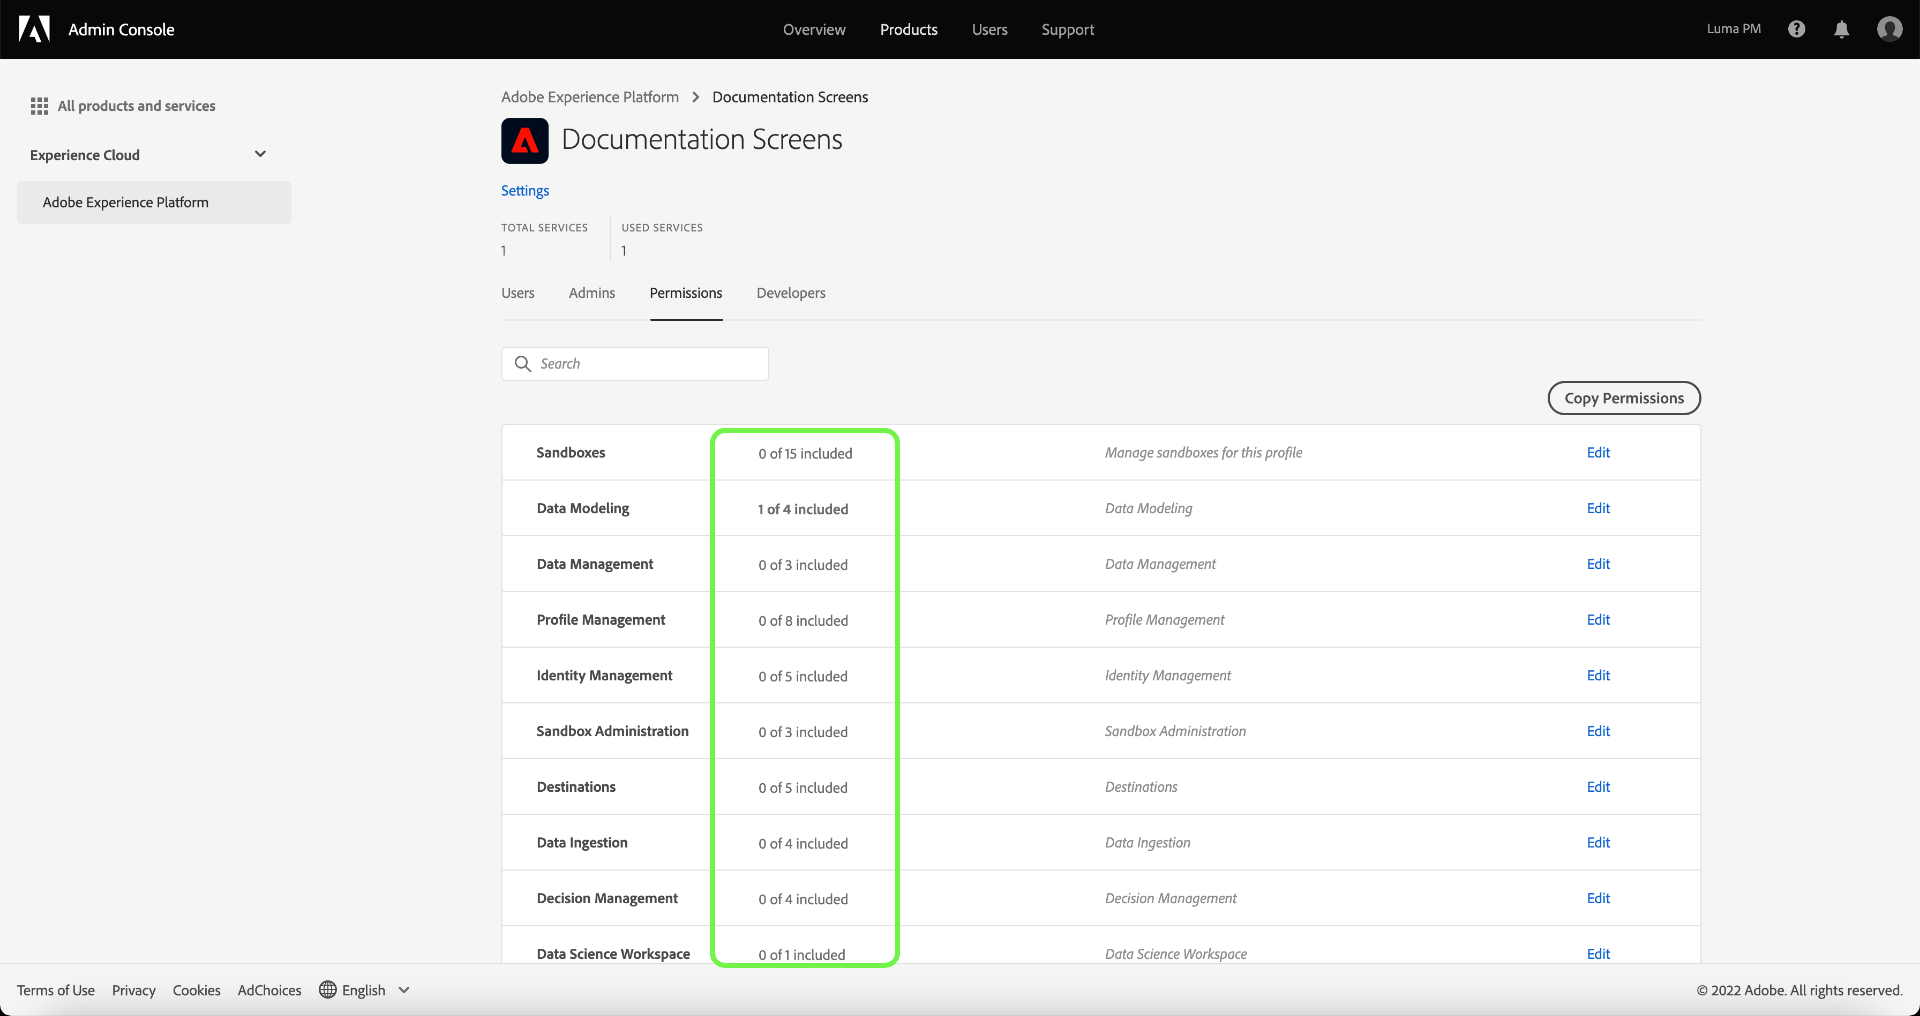 Admin Console
Overview Products Users Support
Luma PM
All products and services
Experience Cloud
Adobe Experience Platform
Adobe Experience Platform > Documentation Screens
Documentation Screens
Settings
TOTAL SERVICES USED SERVICES
1 1
Users Admins Permissions Developers
Search
Copy Permissions
Sandboxes 0 of 15 included Manage sandboxes for this profile Edit
Data Modeling 1 of 4 included Data Modeling Edit
Data Management 0 of 3 included Data Management Edit
Profile Management 0 of 8 included Profile Management Edit
Identity Management 0 of 5 included Identity Management Edit
Sandbox Administration 0 of 3 included Sandbox Administration Edit
Destinations 0 of 5 included Destinations Edit
Data Ingestion 0 of 4 included Data Ingestion Edit
Decision Management 0 of 4 included Decision Management Edit
Data Science Workspace 0 of 1 included Data Science Workspace Edit
Terms of Use Privacy Cookies AdChoices English
© 2022 Adobe. All rights reserved.